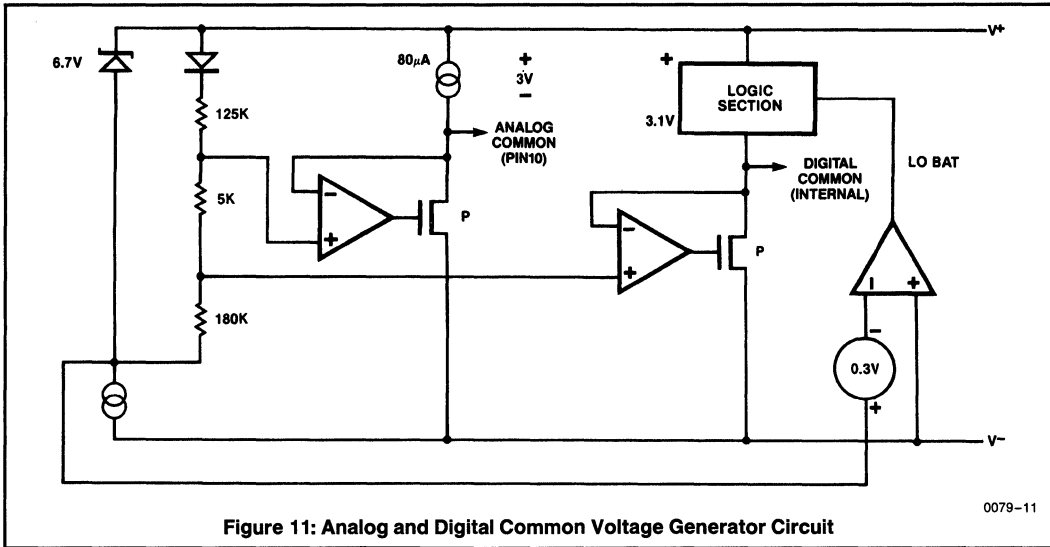 V+
6.7V
80µA
+
3V
−
+
LOGIC
SECTION
3.1V
125K
ANALOG
COMMON
(PIN10)
DIGITAL
COMMON
(INTERNAL)
LO BAT
5K
−
+
P
−
+
P
180K
−
+
−
0.3V
+
V−
0079–11
Figure 11: Analog and Digital Common Voltage Generator Circuit